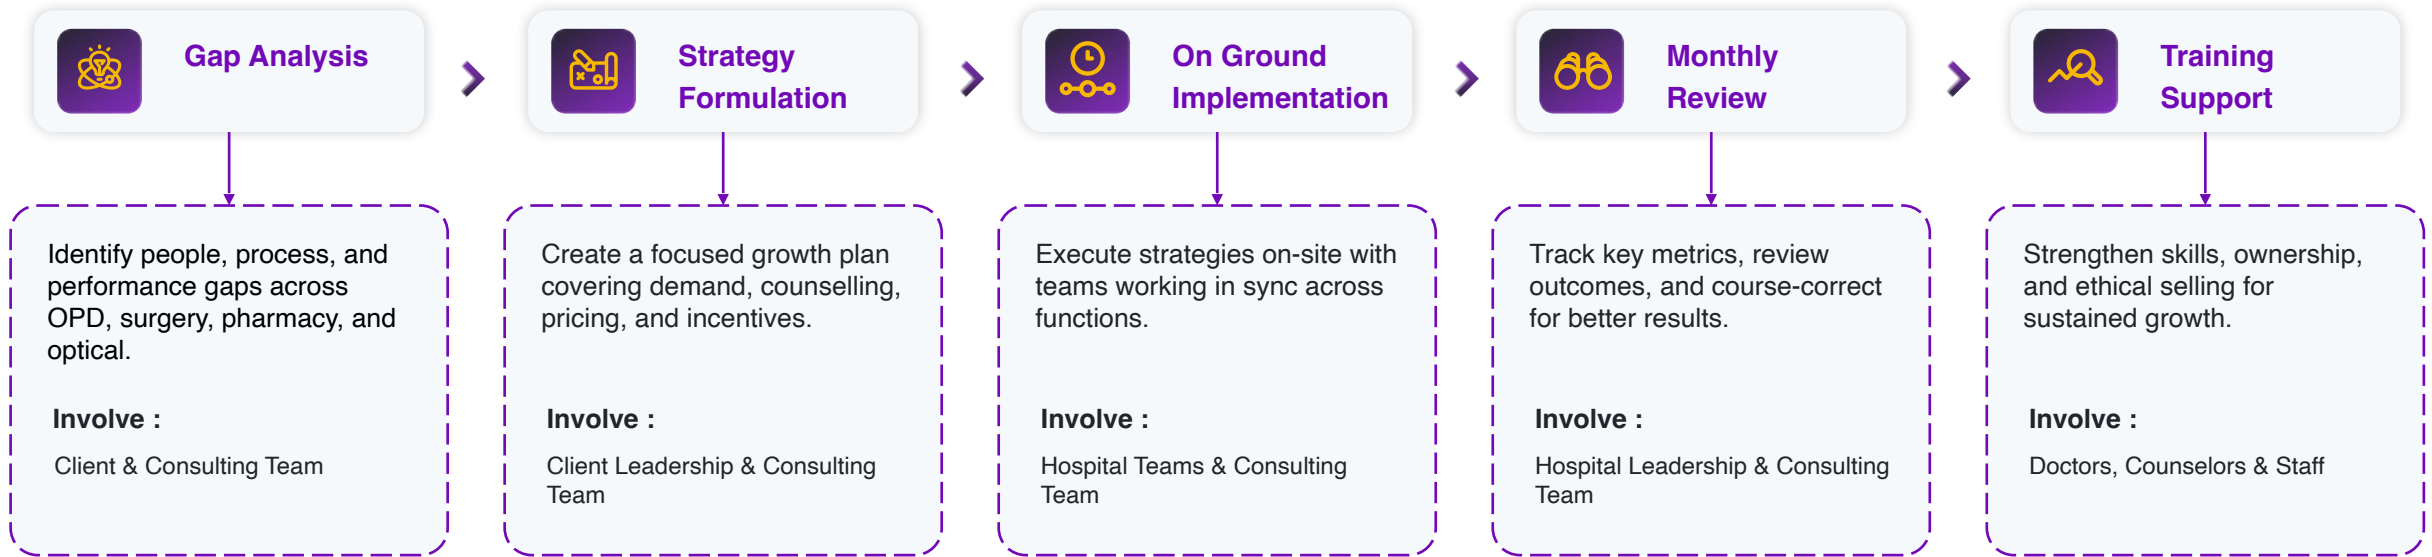 Gap Analysis
Identify people, process, and
performance gaps across
OPD, surgery, pharmacy, and
optical.
Involve :
Client & Consulting Team
Strategy
Formulation
Create a focused growth plan
covering demand, counselling,
pricing, and incentives.
Involve :
Client Leadership & Consulting
Team
On Ground
Implementation
Execute strategies on-site with
teams working in sync across
functions.
Involve :
Hospital Teams & Consulting
Team
Monthly
Review
Track key metrics, review
outcomes, and course-correct
for better results.
Involve :
Hospital Leadership & Consulting
Team
Training
Support
Strengthen skills, ownership,
and ethical selling for
sustained growth.
Involve :
Doctors, Counselors & Staff